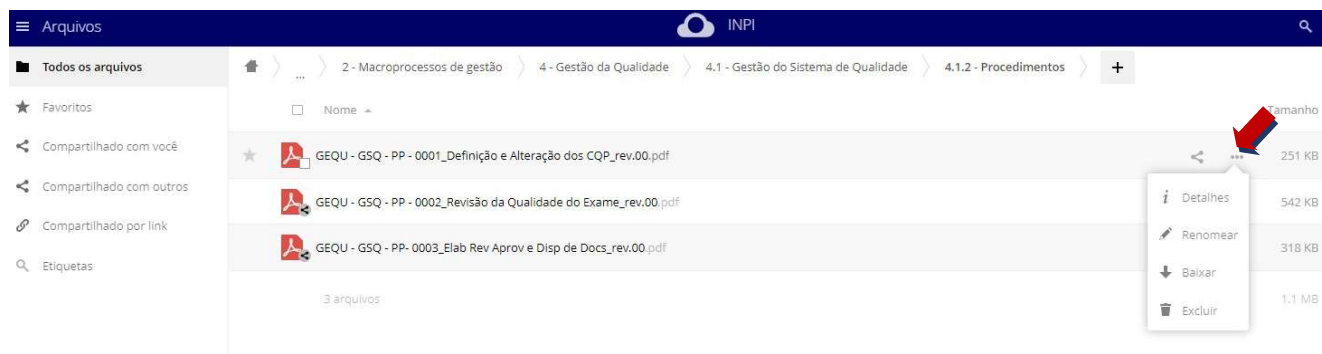 Arquivos
INPI
Todos os arquivos
Favoritos
Compartilhado com você
Compartilhado com outros
Compartilhado por link
Etiquetas
... 2 - Macroprocessos de gestão 4 - Gestão da Qualidade 4.1 - Gestão do Sistema de Qualidade 4.1.2 - Procedimentos +
Nome Tamanho
GEQU - GSQ - PP - 0001_Definição e Alteração dos CQP_rev.00.pdf 251 KB
GEQU - GSQ - PP - 0002_Revisão da Qualidade do Exame_rev.00.pdf 542 KB
GEQU - GSQ - PP- 0003_Elab Rev Aprov e Disp de Docs_rev.00.pdf 318 KB
3 arquivos 1.1 MB
Detalhes
Renomear
Baixar
Excluir